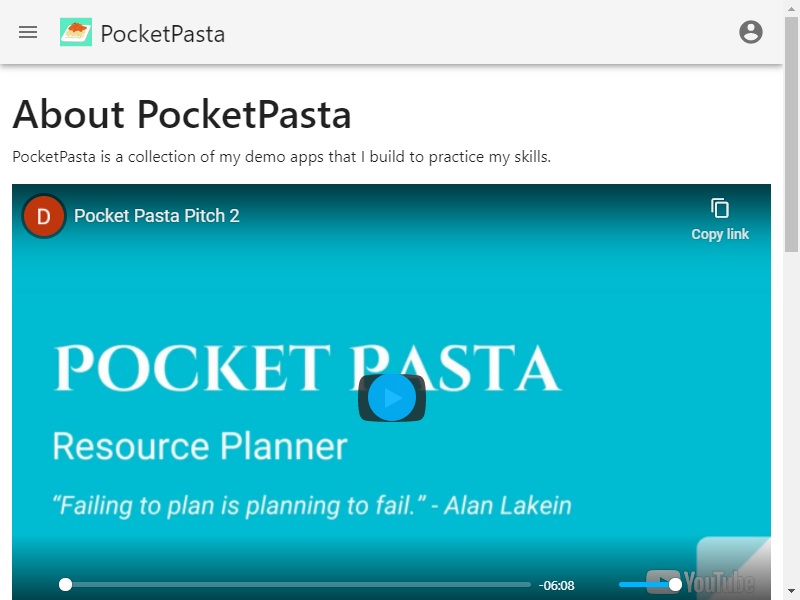 PocketPasta
About PocketPasta
PocketPasta is a collection of my demo apps that I build to practice my skills.
D
Pocket Pasta Pitch 2
Copy link
POCKET PASTA
Resource Planner
“Failing to plan is planning to fail.” - Alan Lakein
-06:08
YouTube